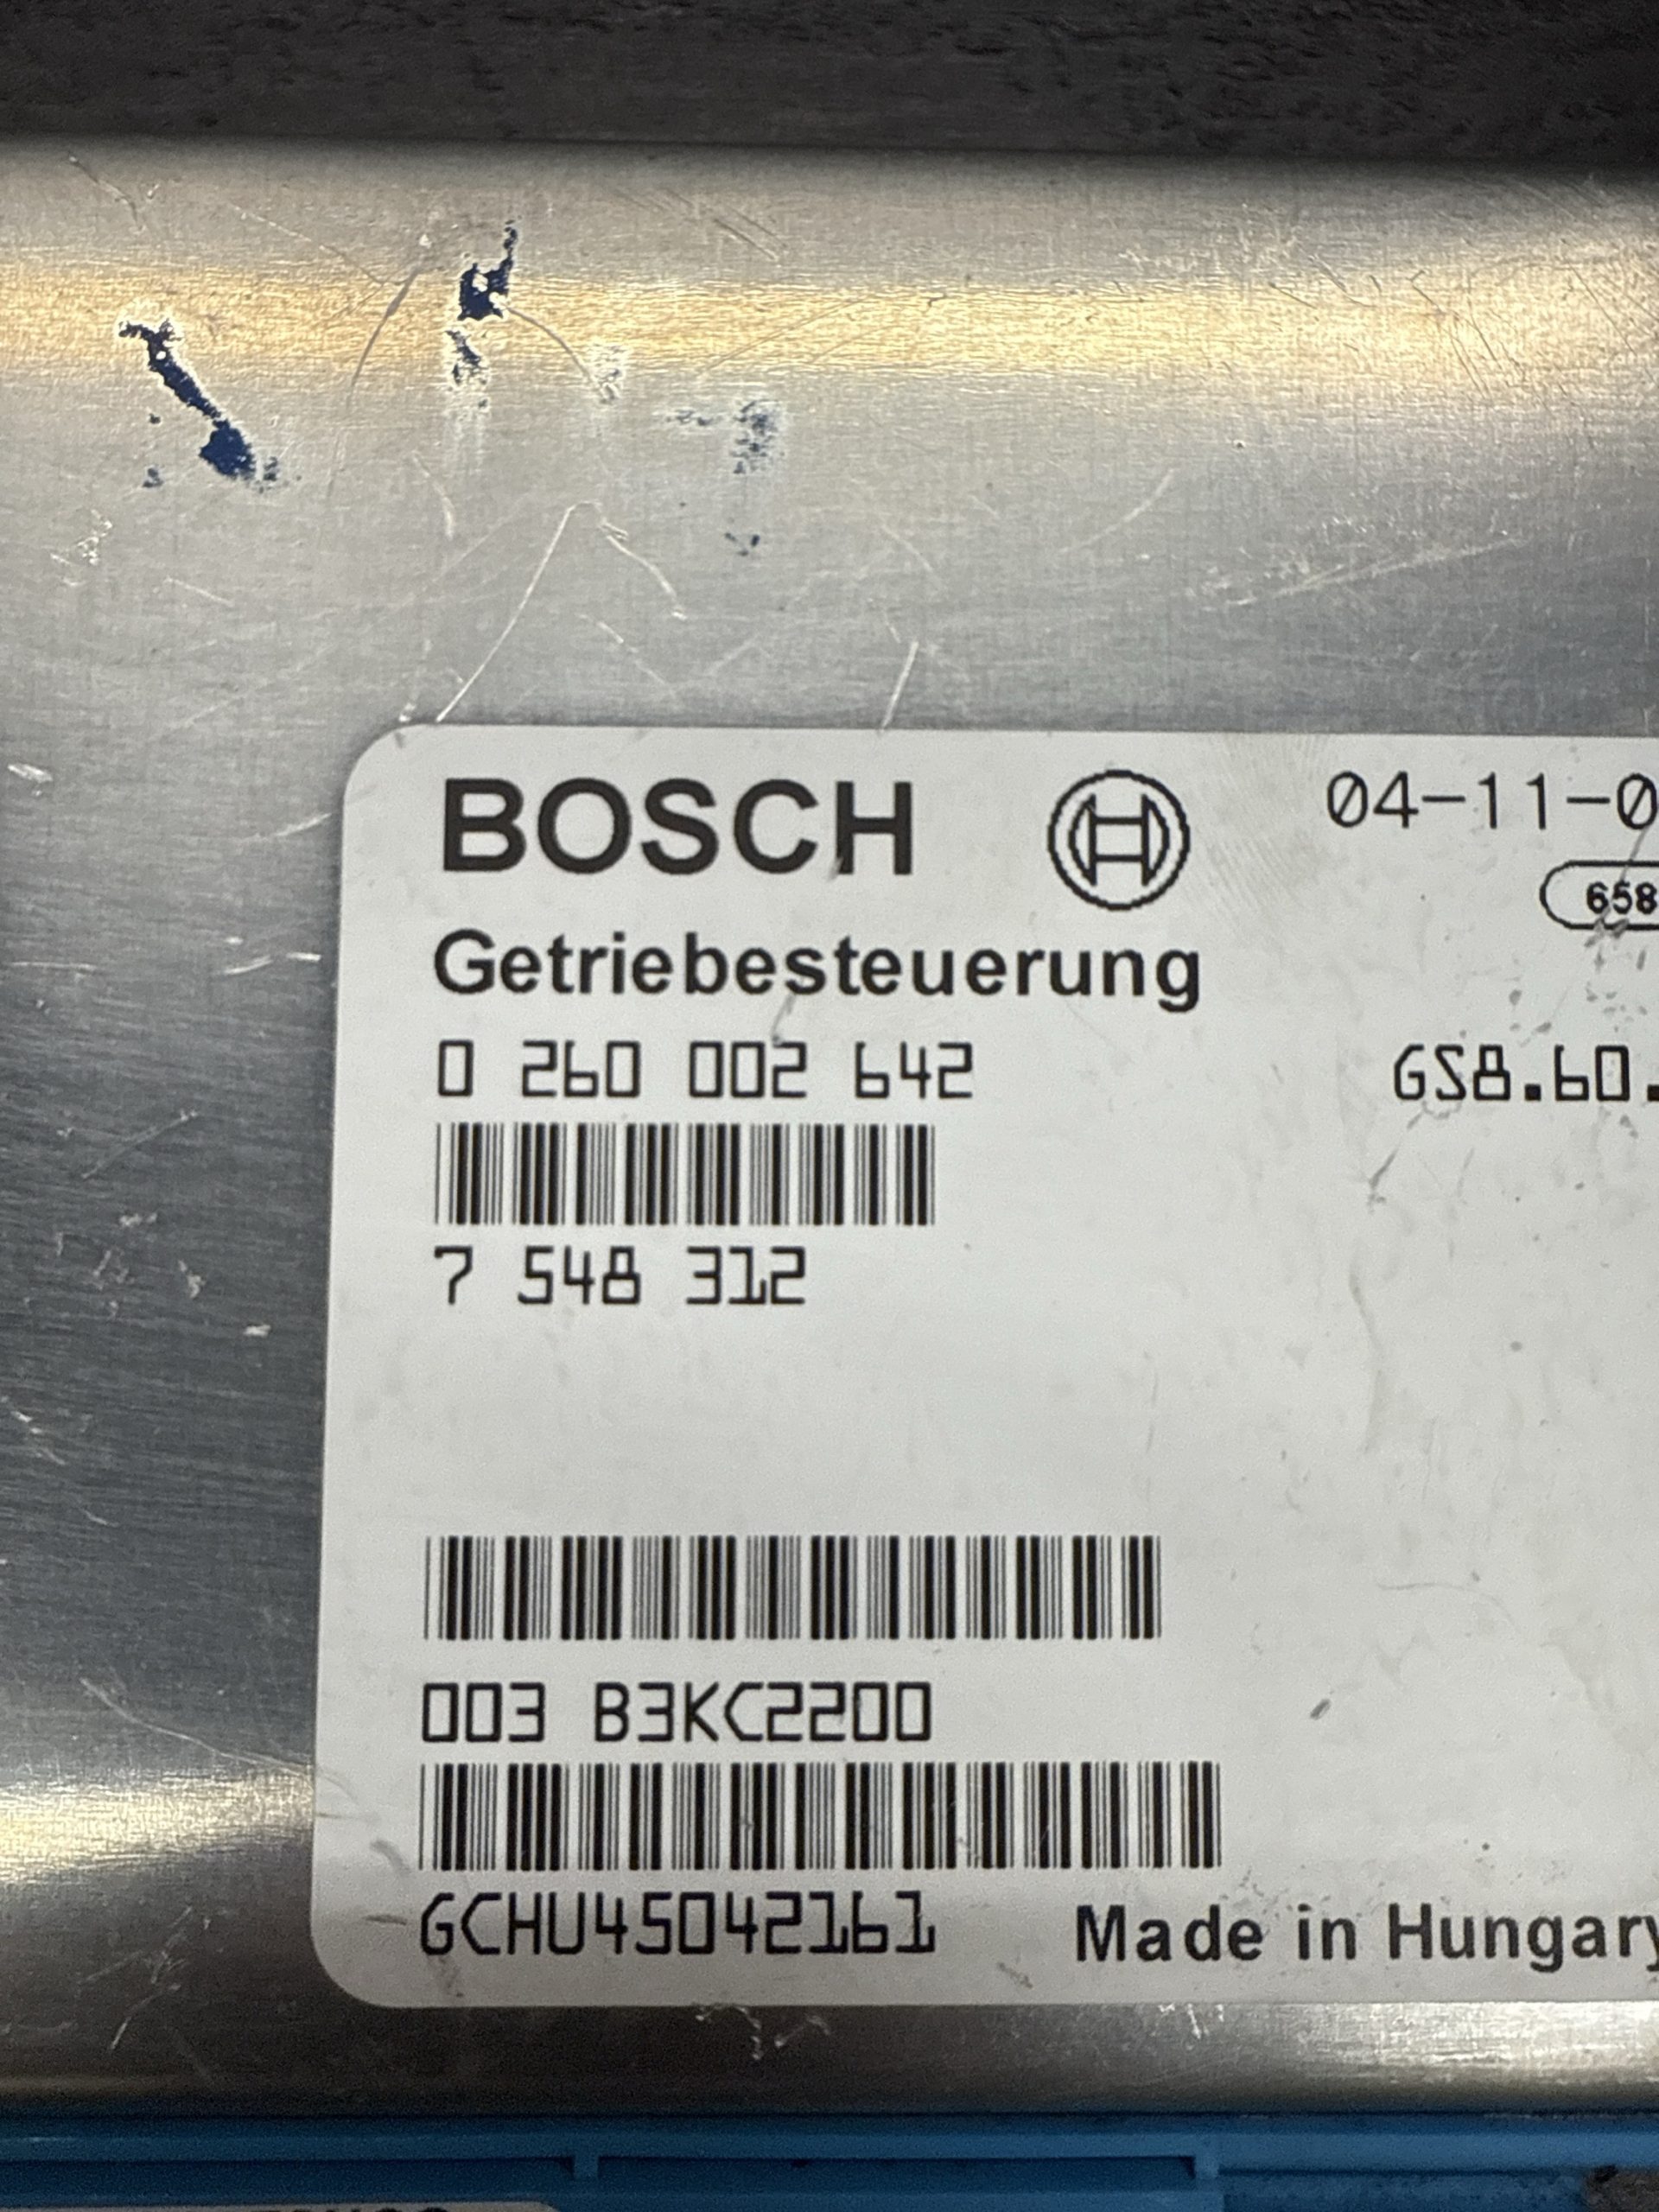 BOSCH 04-11-0
658
Getriebesteuerung
0 260 002 642 GS8.60.
7 548 312
003 B3KC2200
GCHU45042161 Made in Hungary